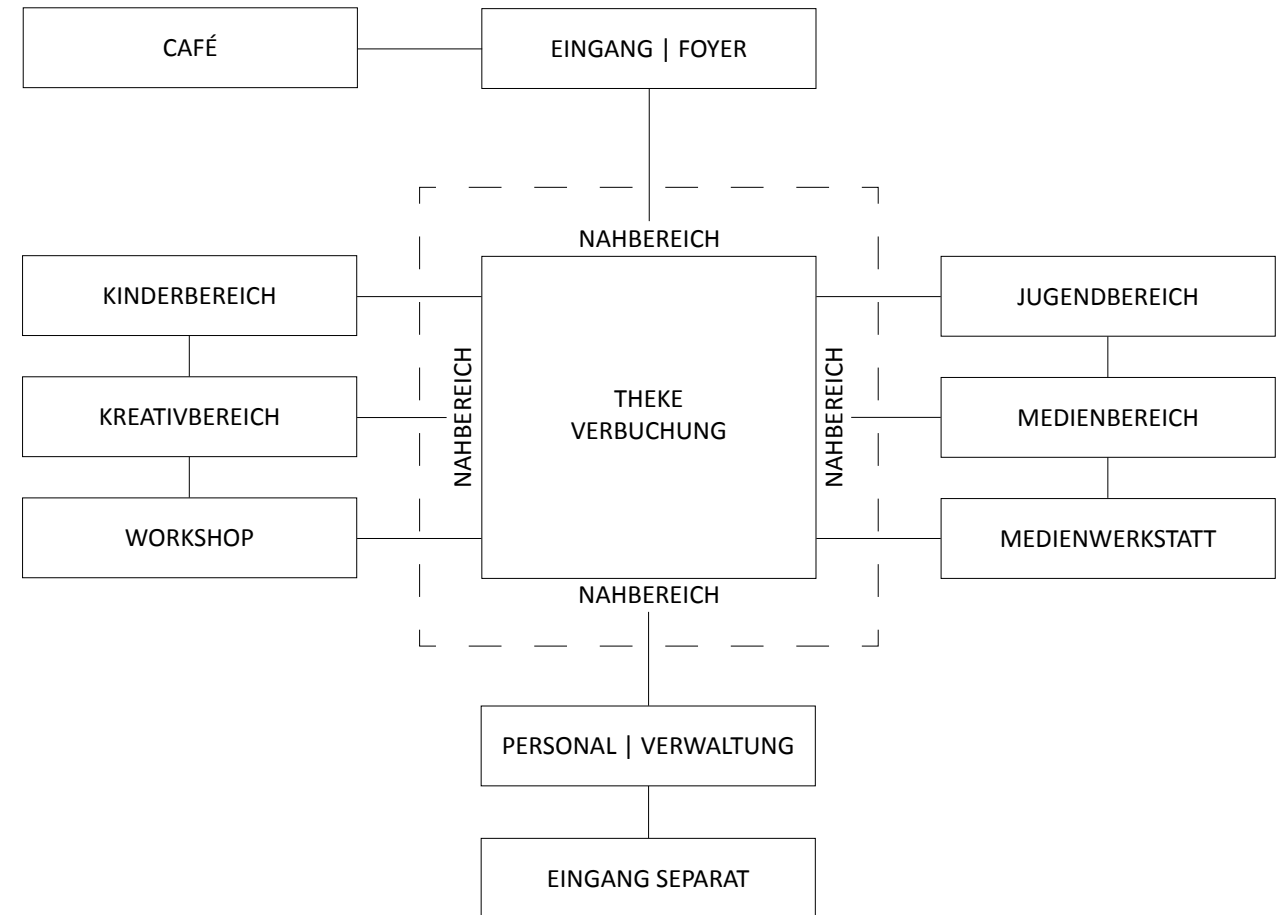 CAFÉ
EINGANG | FOYER
NAHBEREICH
KINDERBEREICH
JUGENDBEREICH
NAHBEREICH
THEKE
VERBUCHUNG
NAHBEREICH
KREATIVBEREICH
MEDIENBEREICH
WORKSHOP
MEDIENWERKSTATT
NAHBEREICH
PERSONAL | VERWALTUNG
EINGANG SEPARAT